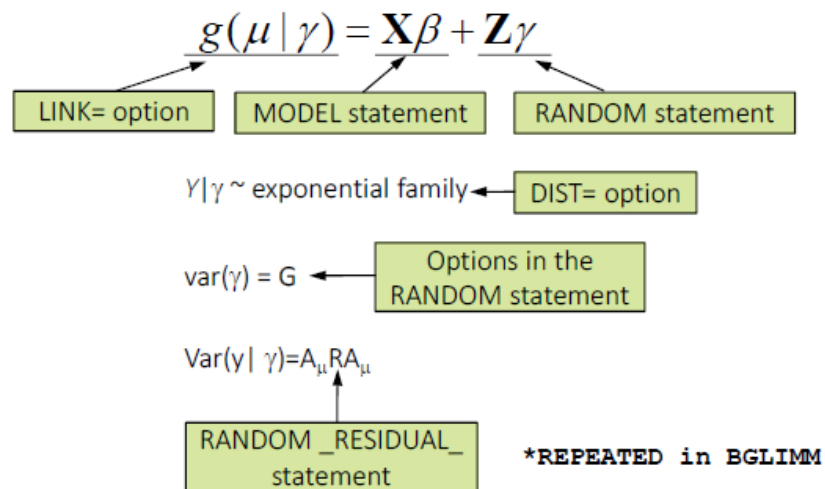 g(μ | γ) = Xβ + Zγ
LINK= option
MODEL statement
RANDOM statement
Y| γ ~ exponential family
DIST= option
var(γ) = G
Options in the
RANDOM statement
Var(y| γ)=AμRAμ
RANDOM _RESIDUAL_
statement
*REPEATED in BGLIMM